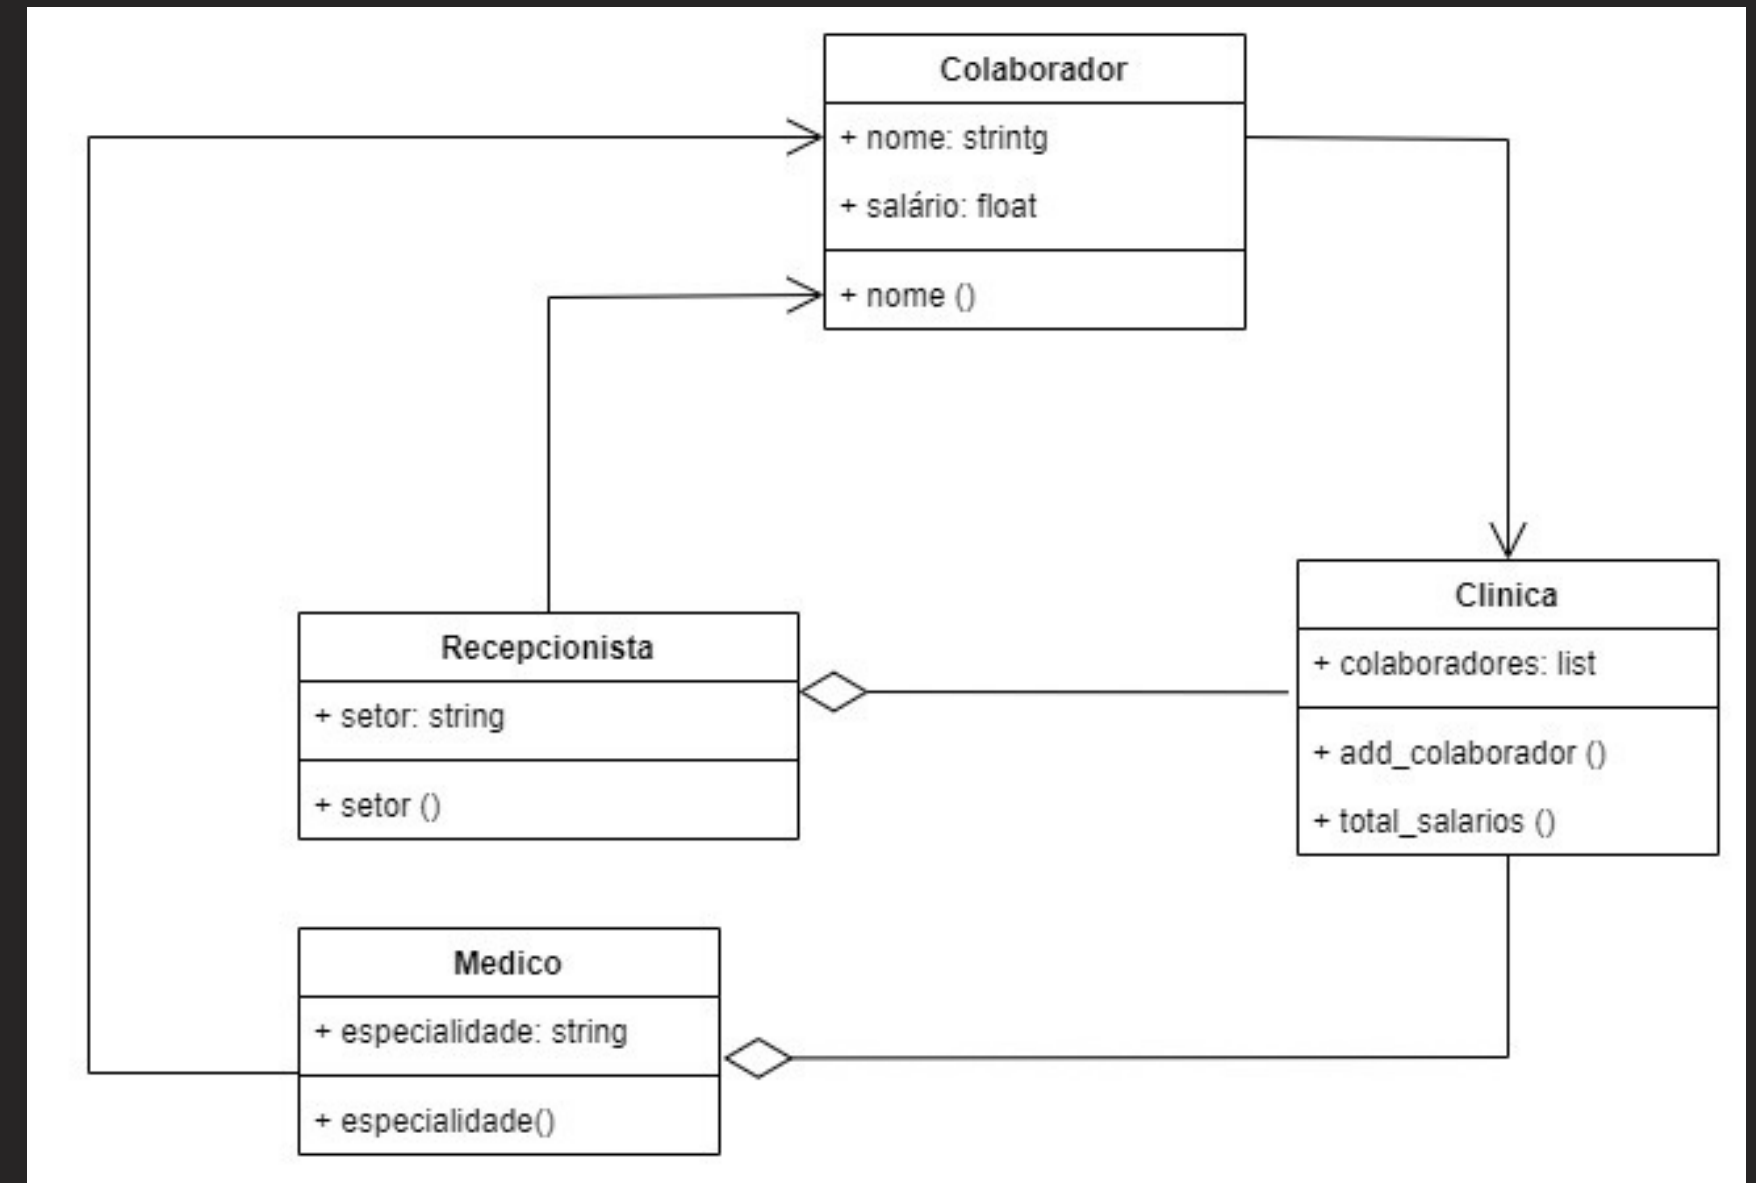 Colaborador
+ nome: strintg
+ salário: float
+ nome ()
Clinica
+ colaboradores: list
+ add_colaborador ()
+ total_salarios ()
Recepcionista
+ setor: string
+ setor ()
Medico
+ especialidade: string
+ especialidade()